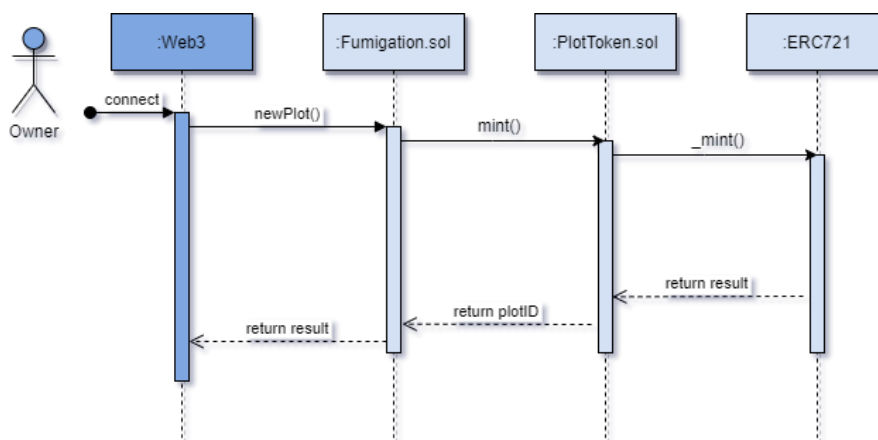 :Web3
:Fumigation.sol
:PlotToken.sol
:ERC721
Owner
connect
newPlot()
mint()
_mint()
return result
return plotID
return result